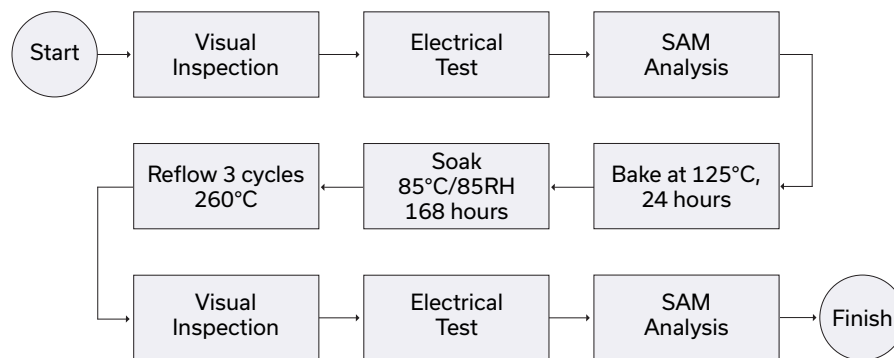 Start
Visual
Inspection
Electrical
Test
SAM
Analysis
Bake at 125°C,
24 hours
Soak
85°C/85RH
168 hours
Reflow 3 cycles
260°C
Visual
Inspection
Electrical
Test
SAM
Analysis
Finish